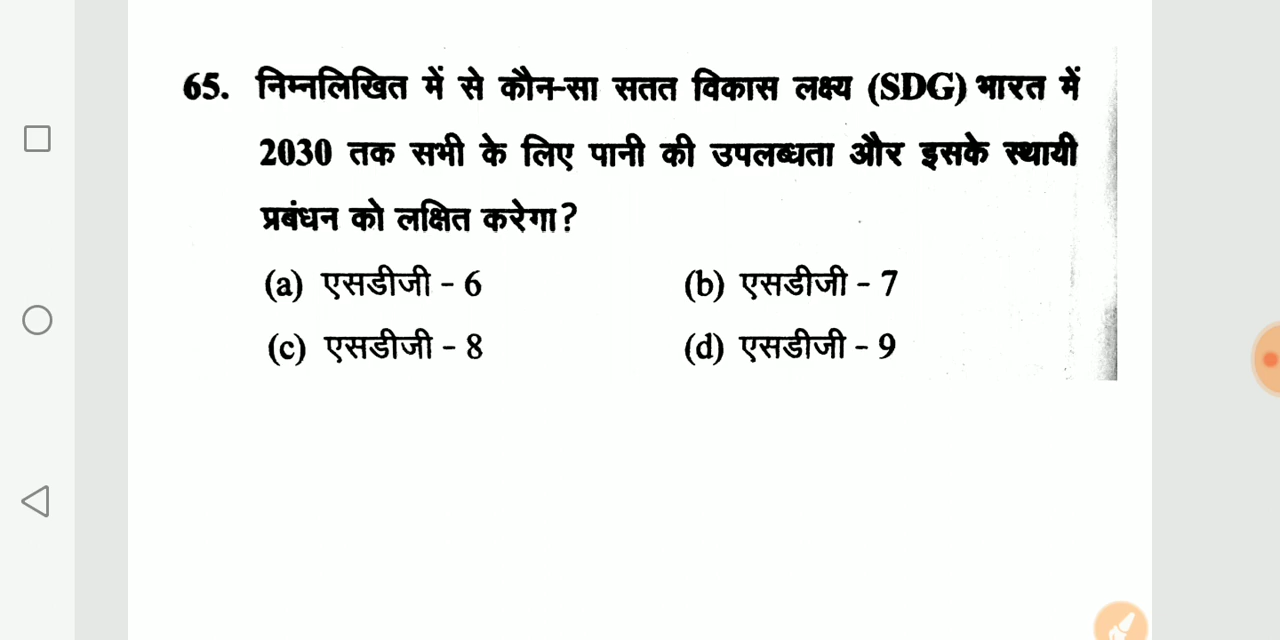 65. निम्नलिखित में से कौन-सा सतत विकास लक्ष्य (SDG) भारत में
2030 तक सभी के लिए पानी की उपलब्धता और इसके स्थायी
प्रबंधन को लक्षित करेगा?
(a) एसडीजी - 6 (b) एसडीजी - 7
(c) एसडीजी - 8 (d) एसडीजी - 9